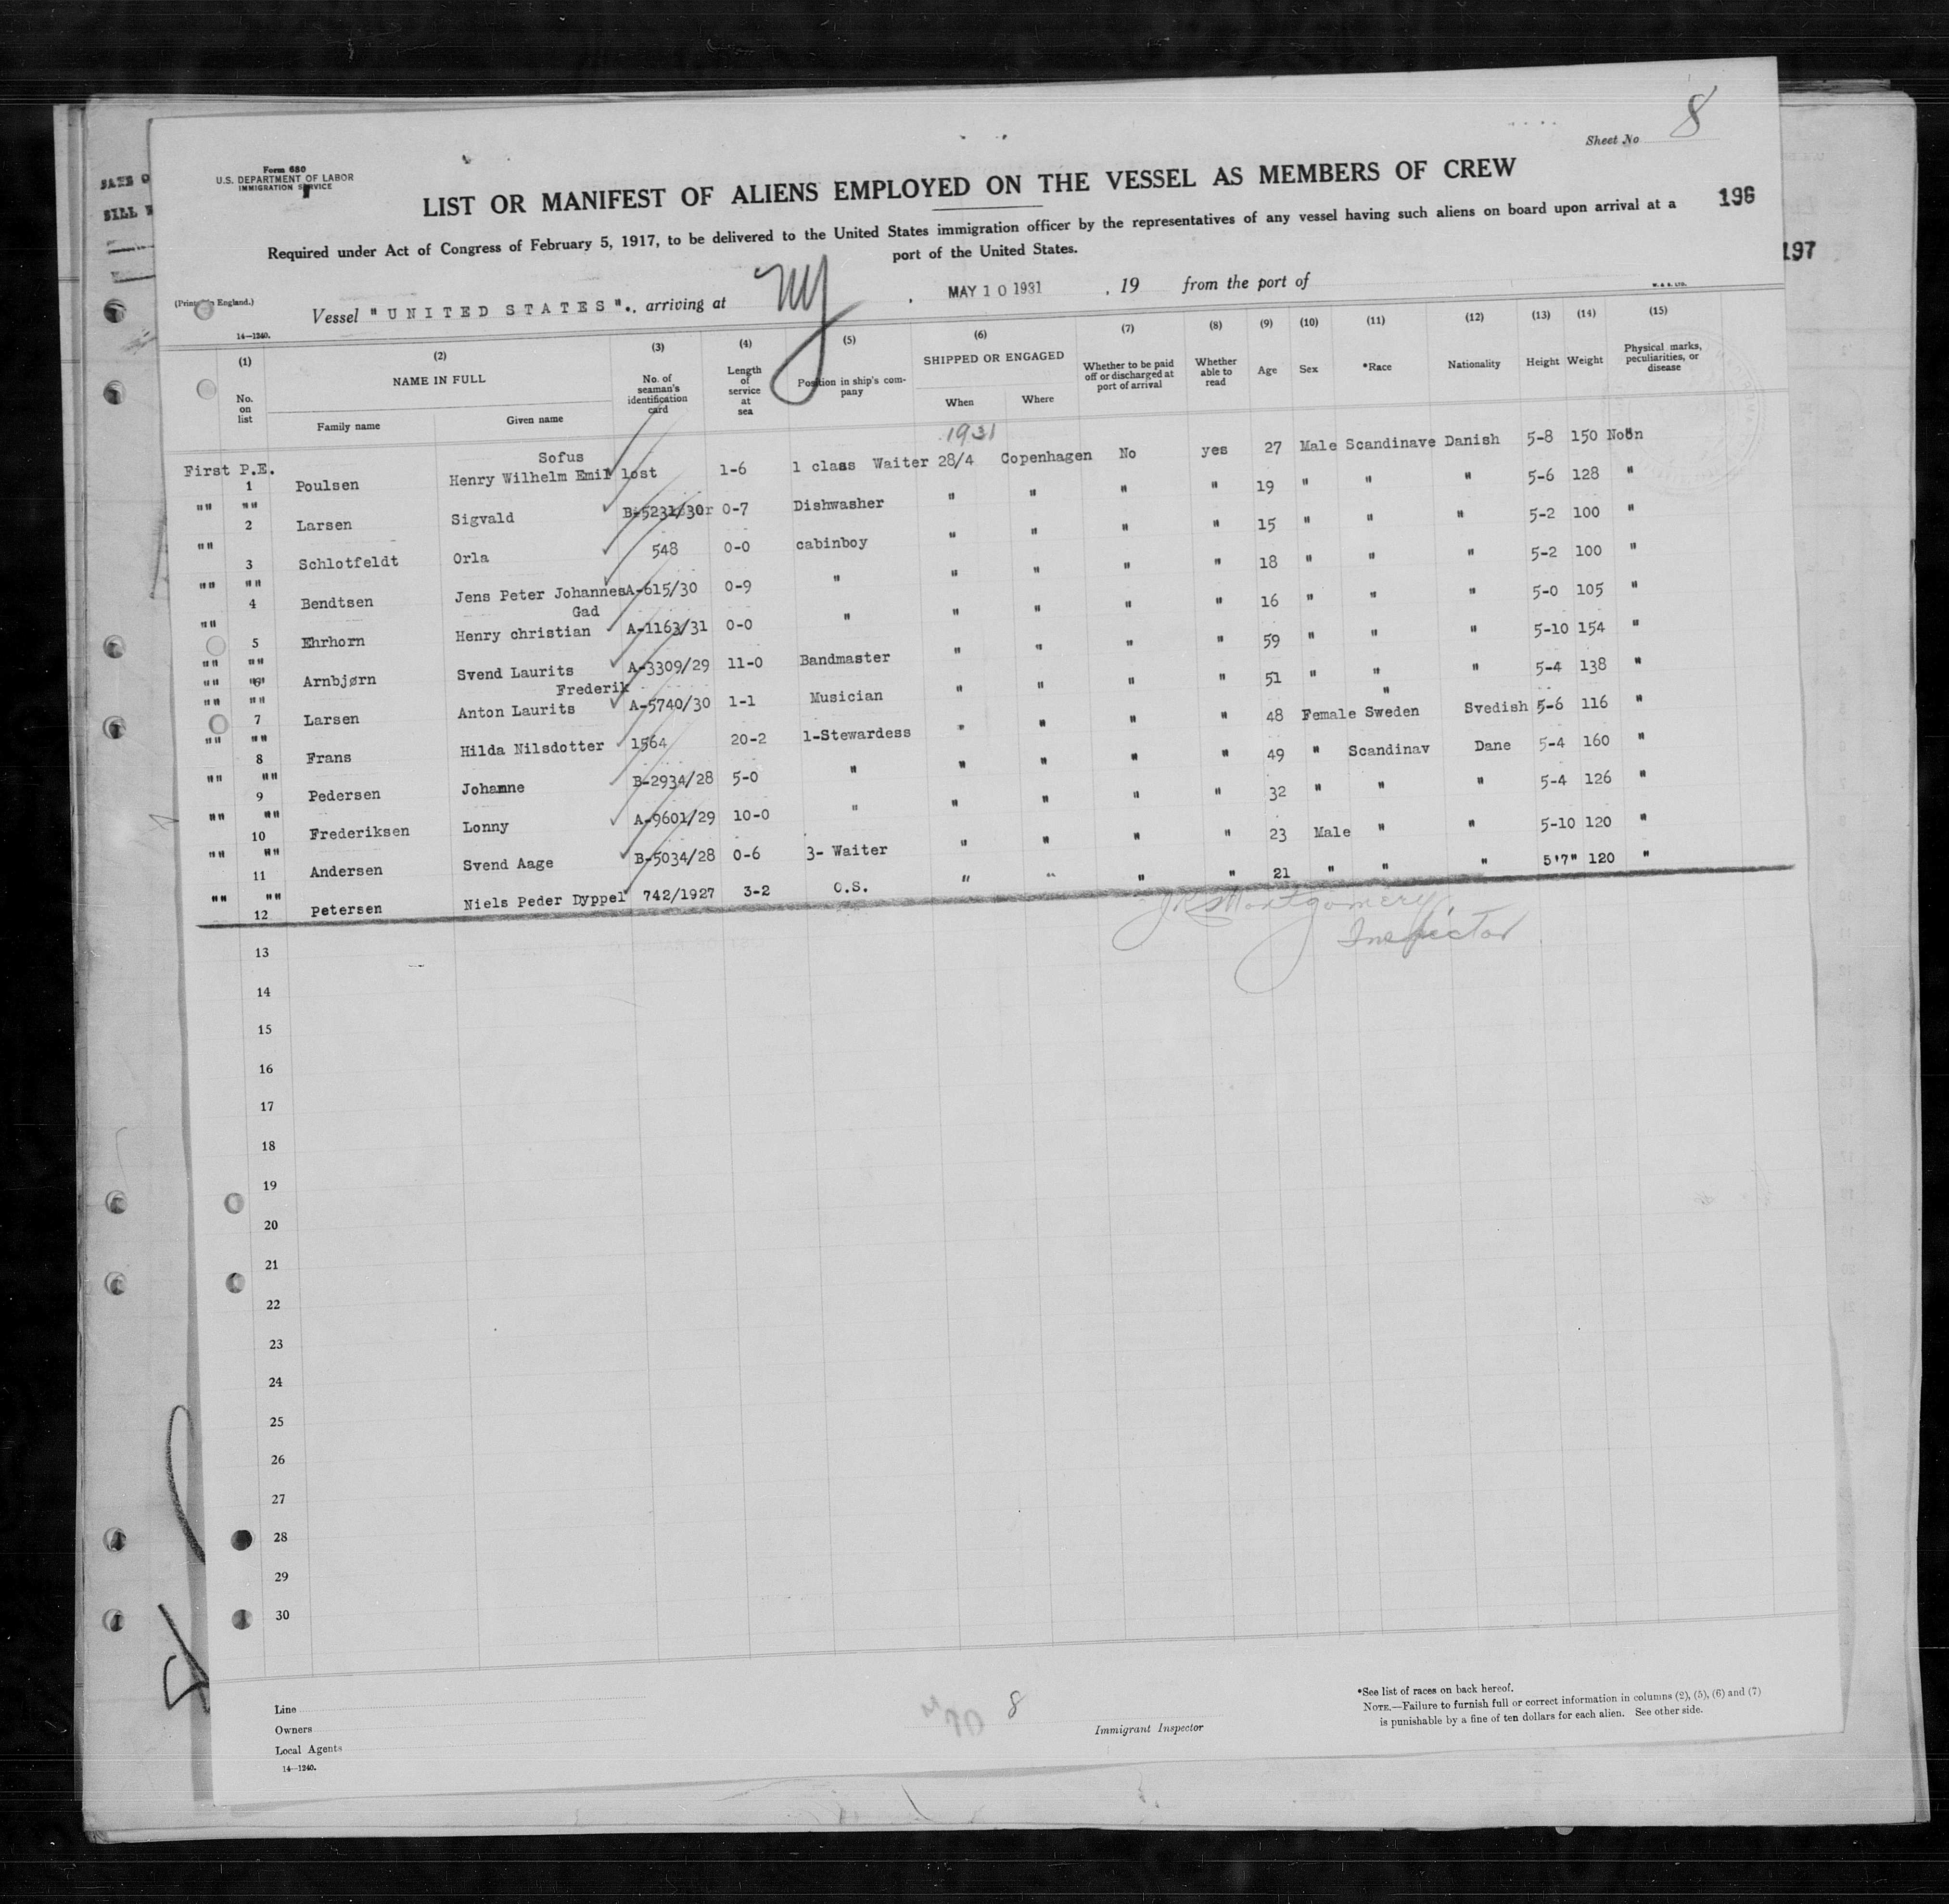 Sheet No 8
Form 680
U.S. DEPARTMENT OF LABOR
IMMIGRATION SERVICE
LIST OR MANIFEST OF ALIENS EMPLOYED ON THE VESSEL AS MEMBERS OF CREW
196
Required under Act of Congress of February 5, 1917, to be delivered to the United States immigration officer by the representatives of any vessel having such aliens on board upon arrival at a
port of the United States.
197
(Printed in England.)
Vessel "UNITED STATES"., arriving at NY, MAY 10 1931, 19 from the port of
14—1240.
(1) (2) (3) (4) (5) (6) (7) (8) (9) (10) (11) (12) (13) (14) (15)
No. on list NAME IN FULL Family name Given name No. of seaman's identification card Length of service at sea Position in ship's company SHIPPED OR ENGAGED When Where Whether to be paid off or discharged at port of arrival Whether able to read Age Sex *Race Nationality Height Weight Physical marks, peculiarities, or disease
1931
Sofus
First P.E. 1 Poulsen Henry Wilhelm Emil lost 1-6 1 class Waiter 28/4 Copenhagen No yes 27 Male Scandinave Danish 5-8 150 Noon
"" "" 2 Larsen Sigvald B-5231/30r 0-7 Dishwasher " " " " 19 " " " 5-6 128 "
"" 3 Schlotfeldt Orla 548 0-0 cabinboy " " " " 15 " " " 5-2 100 "
"" "" 4 Bendtsen Jens Peter Johannes A-615/30 0-9 " " " " " 18 " " " 5-2 100 "
Gad
"" 5 Ehrhorn Henry christian A-1163/31 0-0 " " " " " 16 " " " 5-0 105 "
"" "" 6 Arnbjørn Svend Laurits A-3309/29 11-0 Bandmaster " " " " 59 " " " 5-10 154 "
Frederik
"" "" 7 Larsen Anton Laurits A-5740/30 1-1 Musician " " " " 51 " " " 5-4 138 "
"" "" 8 Frans Hilda Nilsdotter 1564 20-2 1-Stewardess " " " " 48 Female Sweden Svedish 5-6 116 "
"" "" 9 Pedersen Johanne B-2934/28 5-0 " " " " " 49 " Scandinav Dane 5-4 160 "
"" "" 10 Frederiksen Lonny A-9601/29 10-0 " " " " " 32 " " " 5-4 126 "
"" "" 11 Andersen Svend Aage B-5034/28 0-6 3- Waiter " " " " 23 Male " " 5-10 120 "
"" "" 12 Petersen Niels Peder Dyppel 742/1927 3-2 O.S. " " " " 21 " " " 5'7" 120 "
Montgomery
Inspector
13
14
15
16
17
18
19
20
21
22
23
24
25
26
27
28
29
30
Line
Owners
Local Agents
14—1240.
8
Immigrant Inspector
*See list of races on back hereof.
NOTE.—Failure to furnish full or correct information in columns (2), (5), (6) and (7)
is punishable by a fine of ten dollars for each alien. See other side.